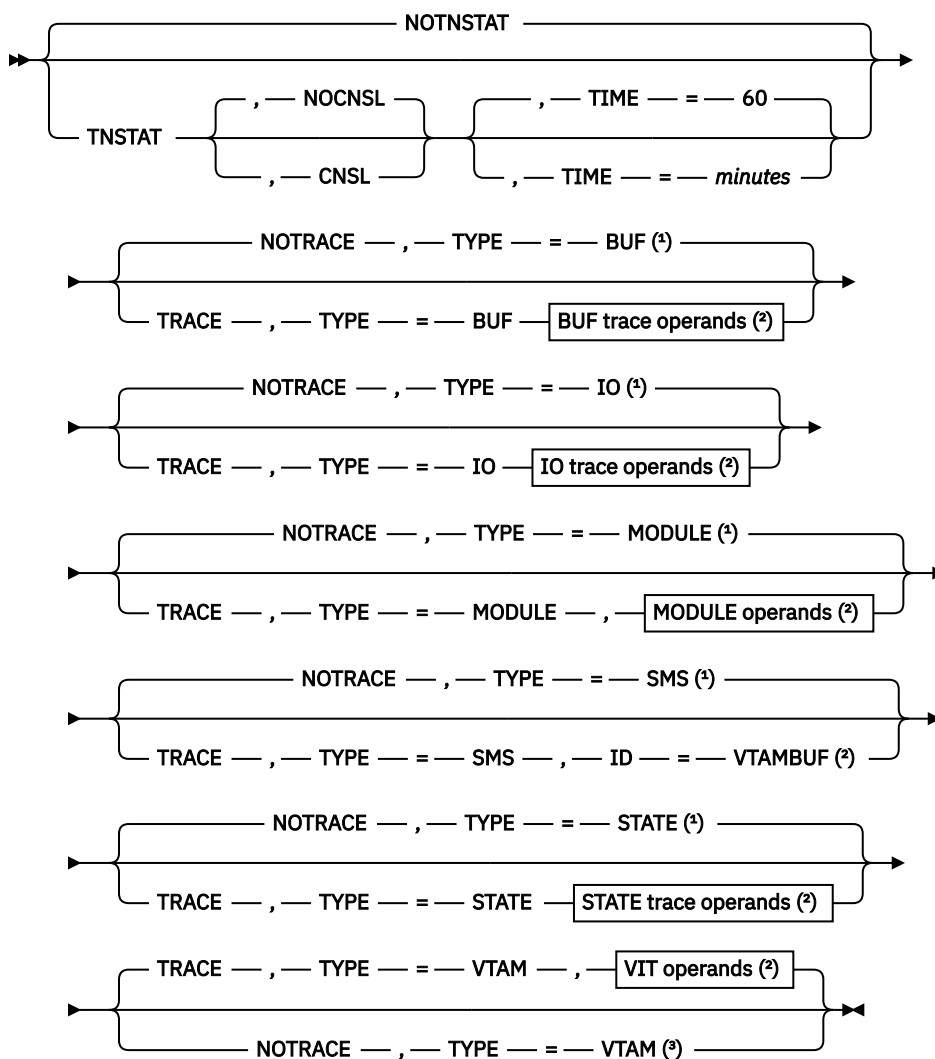 NOTNSTAT
, NOCNSL , TIME = 60
TNSTAT
, CNSL , TIME = minutes
NOTRACE , TYPE = BUF (¹)
TRACE , TYPE = BUF BUF trace operands (²)
NOTRACE , TYPE = IO (¹)
TRACE , TYPE = IO IO trace operands (²)
NOTRACE , TYPE = MODULE (¹)
TRACE , TYPE = MODULE , MODULE operands (²)
NOTRACE , TYPE = SMS (¹)
TRACE , TYPE = SMS , ID = VTAMBUF (²)
NOTRACE , TYPE = STATE (¹)
TRACE , TYPE = STATE STATE trace operands (²)
TRACE , TYPE = VTAM , VIT operands (²)
NOTRACE , TYPE = VTAM (³)